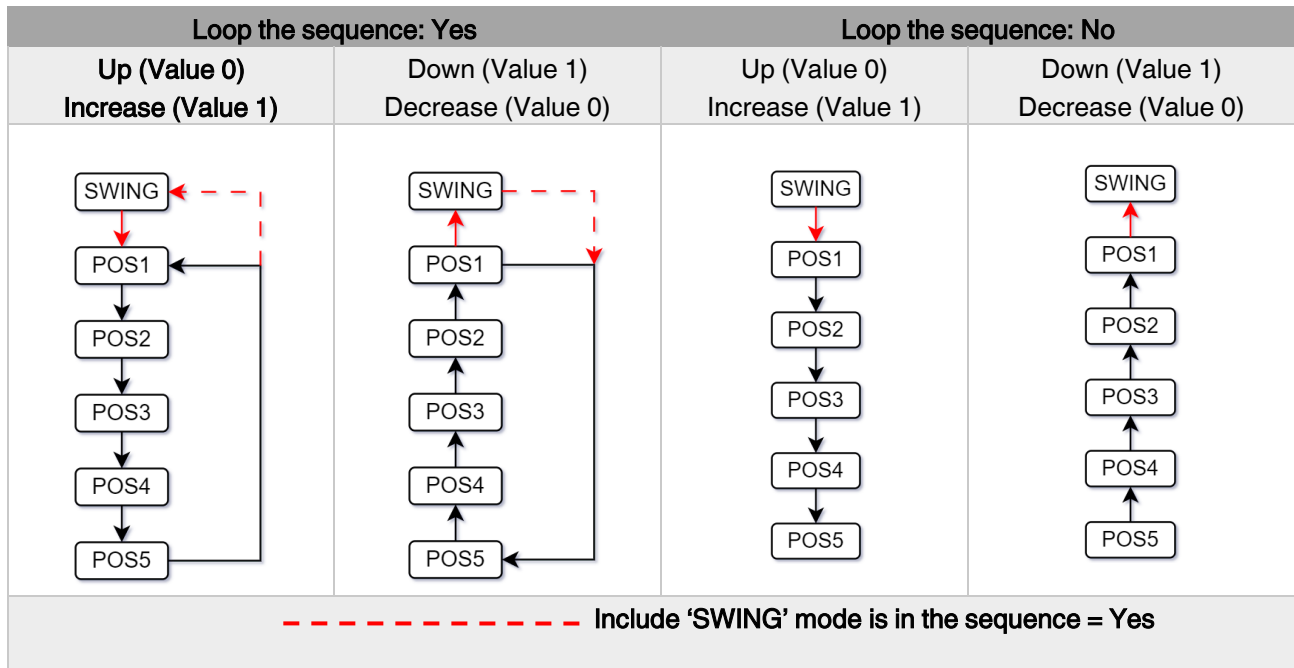 Loop the sequence: Yes
Loop the sequence: No
Up (Value 0)
Increase (Value 1)
Down (Value 1)
Decrease (Value 0)
Up (Value 0)
Increase (Value 1)
Down (Value 1)
Decrease (Value 0)
SWING
POS1
POS2
POS3
POS4
POS5
SWING
POS1
POS2
POS3
POS4
POS5
SWING
POS1
POS2
POS3
POS4
POS5
SWING
POS1
POS2
POS3
POS4
POS5
Include ‘SWING’ mode is in the sequence = Yes